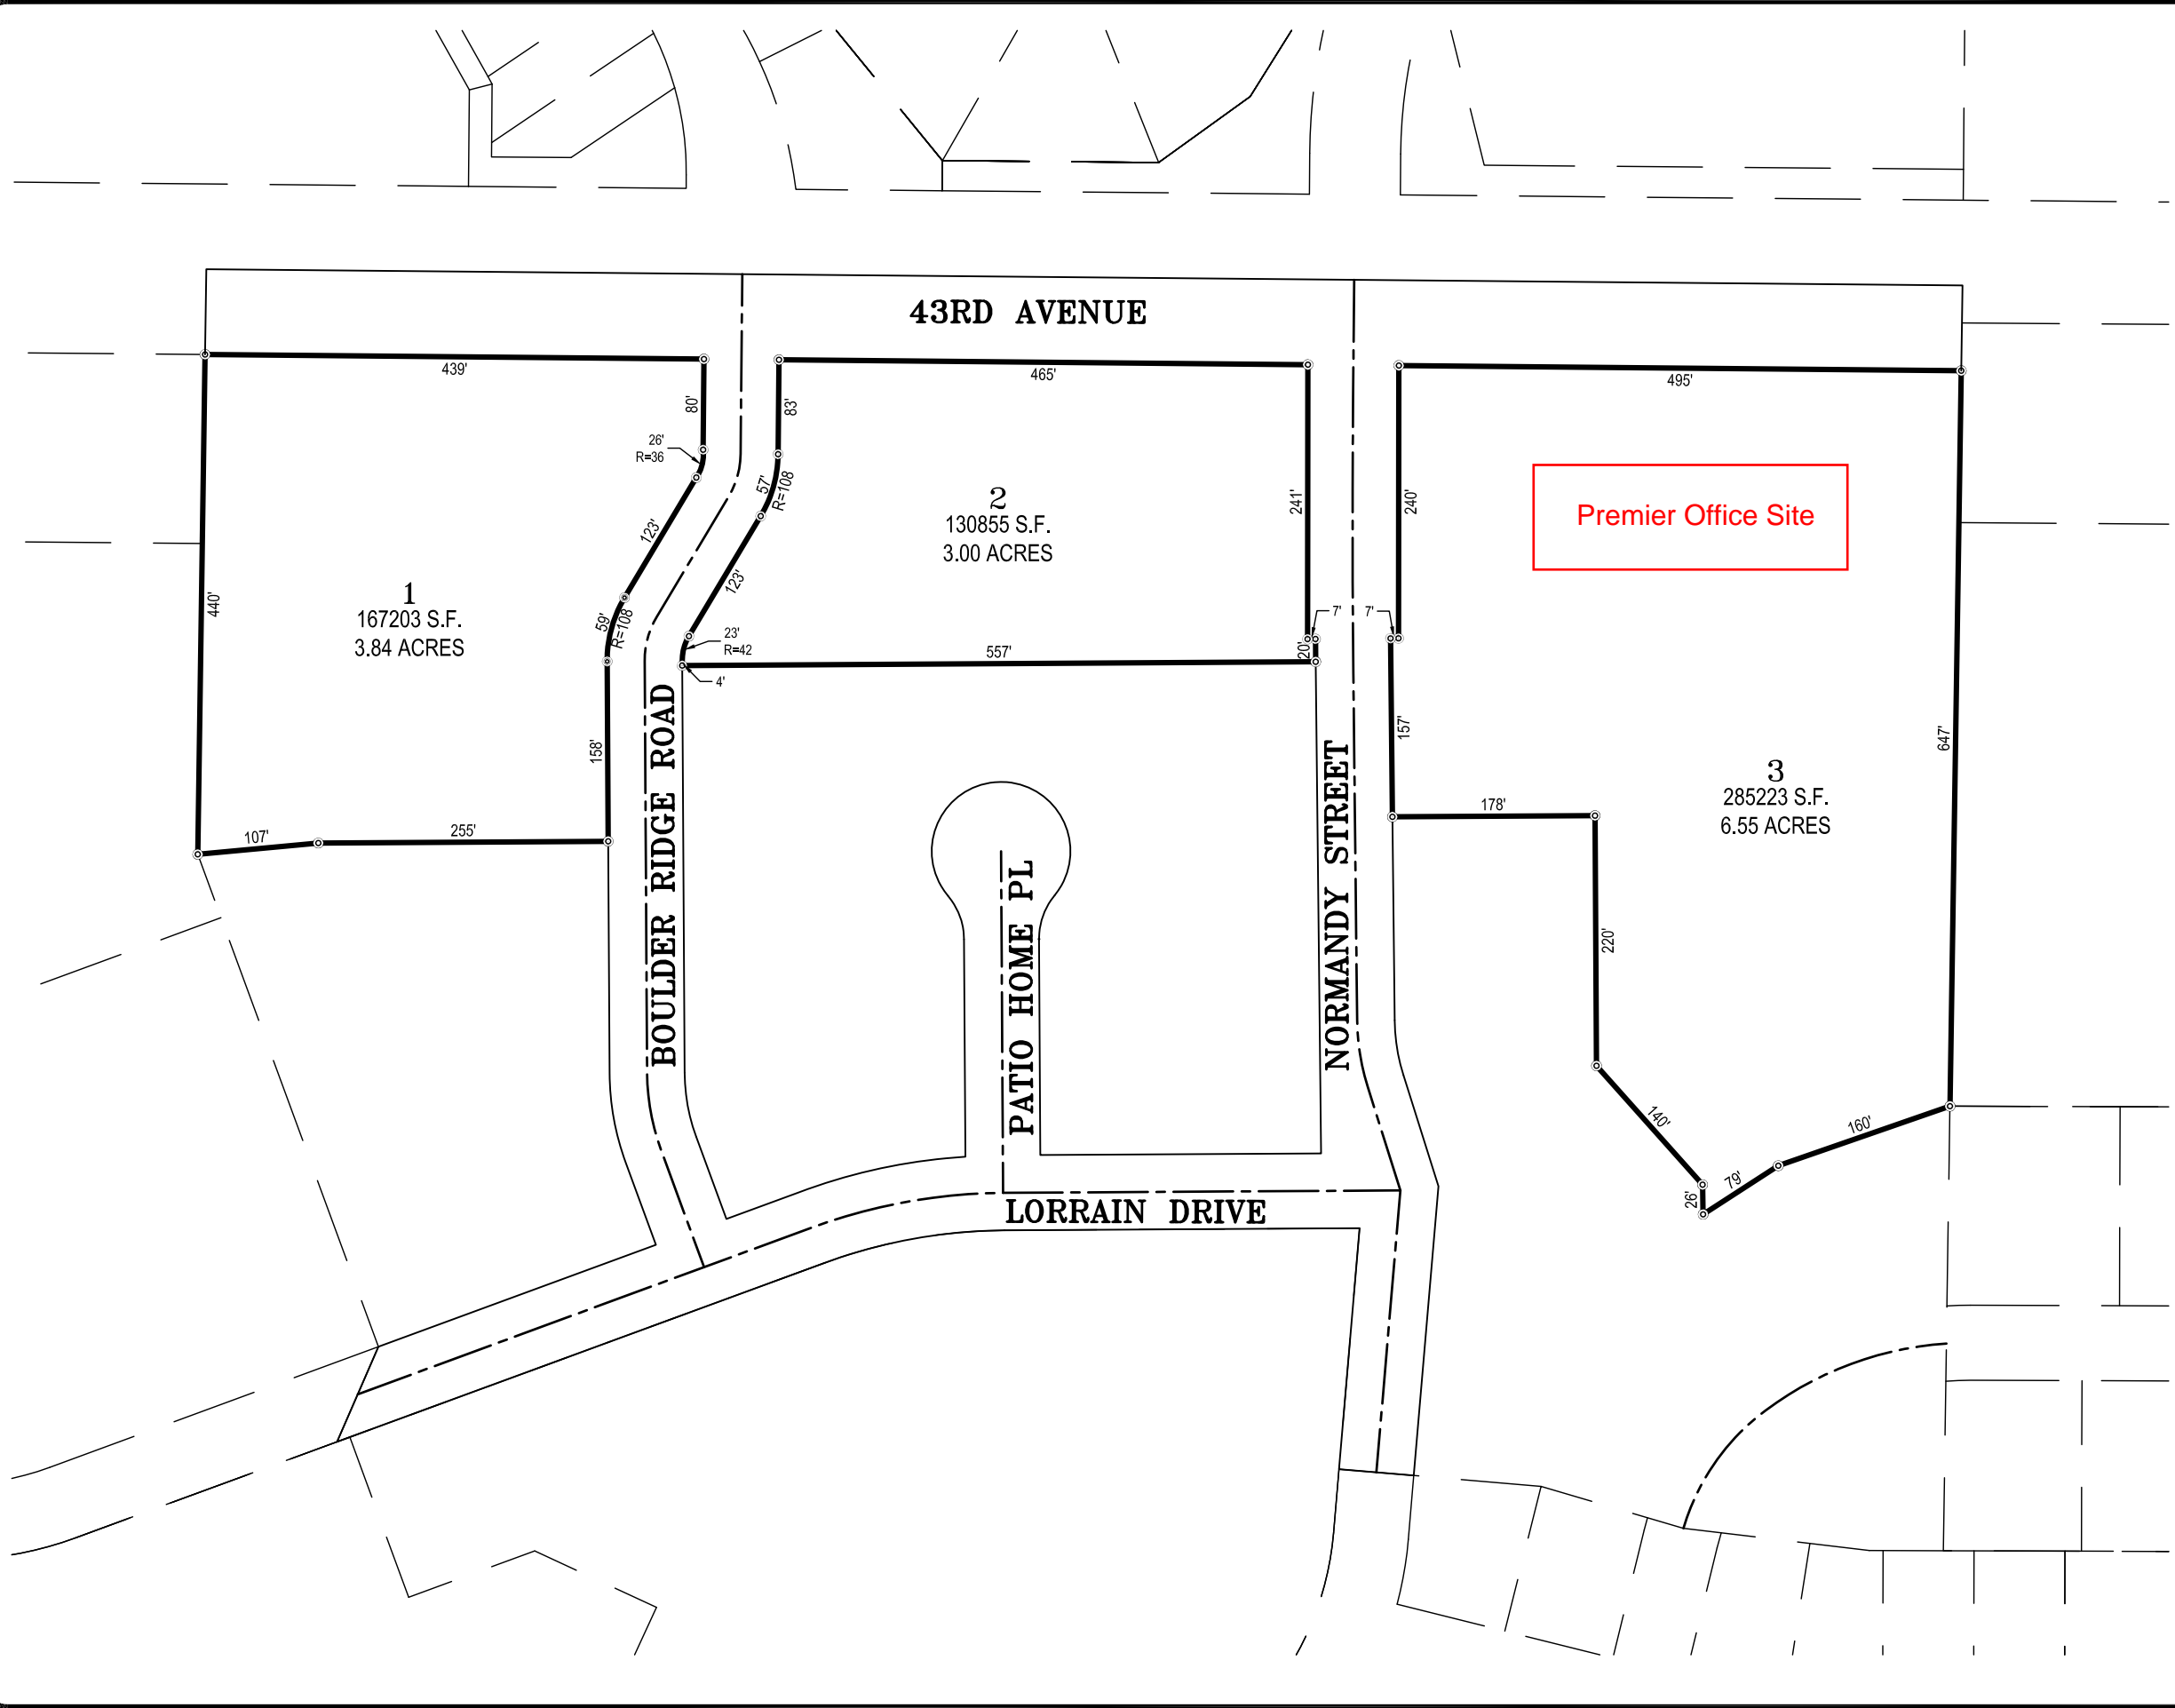 43RD AVENUE
439'
80'
26'
R=36
123'
59'
R=108
158'
255'
107'
440'
1
167203 S.F.
3.84 ACRES
465'
83'
57'
R=108
123'
23'
R=42
4'
557'
20'
7'
241'
2
130855 S.F.
3.00 ACRES
495'
240'
7'
157'
178'
220'
140'
26'
79'
160'
647'
Premier Office Site
3
285223 S.F.
6.55 ACRES
BOULDER RIDGE ROAD
PATIO HOME PL
NORMANDY STREET
LORRAIN DRIVE